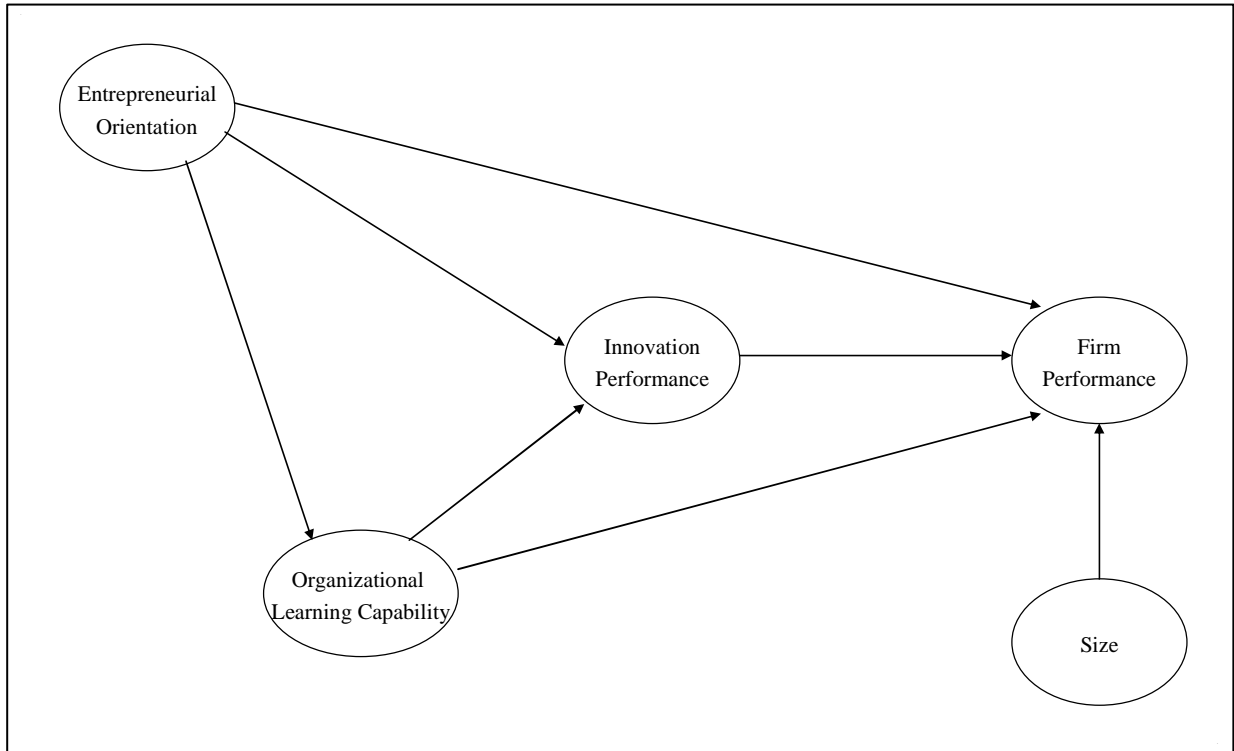 Entrepreneurial
Orientation
Innovation
Performance
Firm
Performance
Organizational
Learning Capability
Size